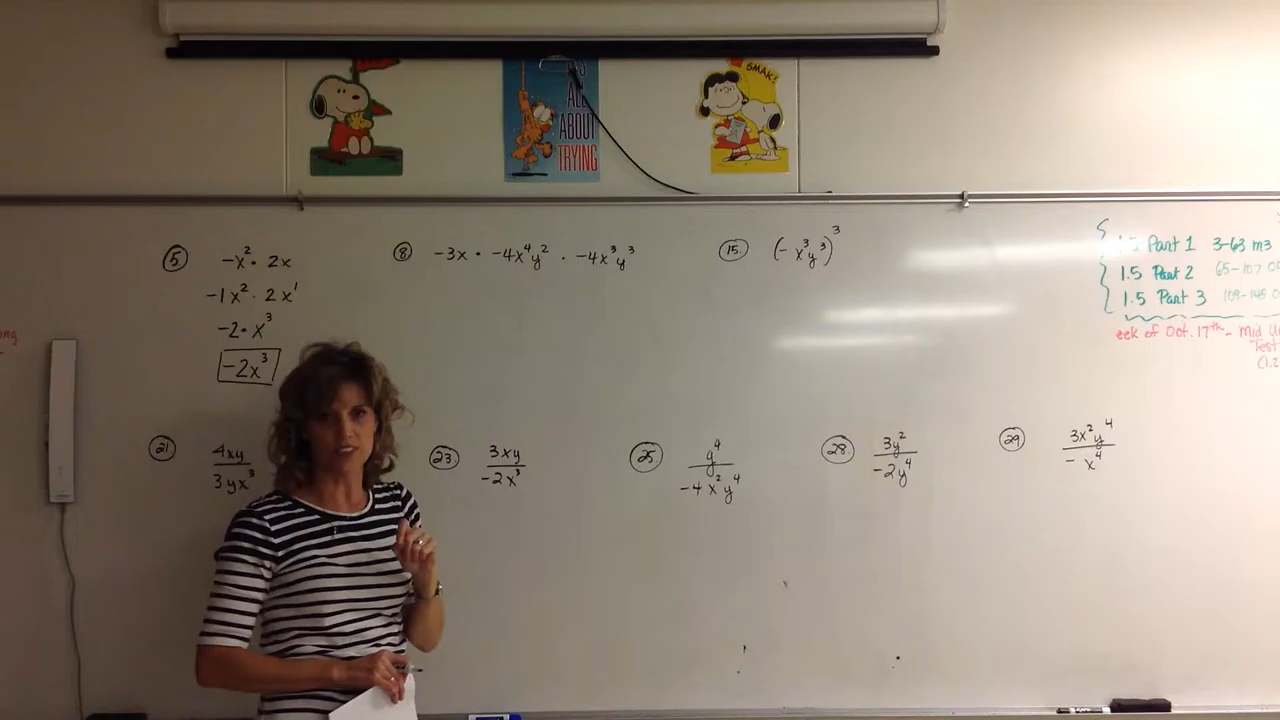 SMAK!
IT'S
ALL
ABOUT
TRYING
⑤ -x² · 2x
-1x² · 2x¹
-2 · x³
-2x³
⑧ -3x · -4x⁴y² · -4x³y³
⑮ (-x³y³)³
Part 1 3-63 m3
1.5 Part 2 65-107
1.5 Part 3 109-145
eek of Oct. 17th - Mid
Test
(1.2
㉑ 4xy / 3yx³
㉓ 3xy / -2x³
㉕ y⁴ / -4x²y⁴
㉘ 3y² / -2y⁴
㉙ 3x²y⁴ / -x⁴